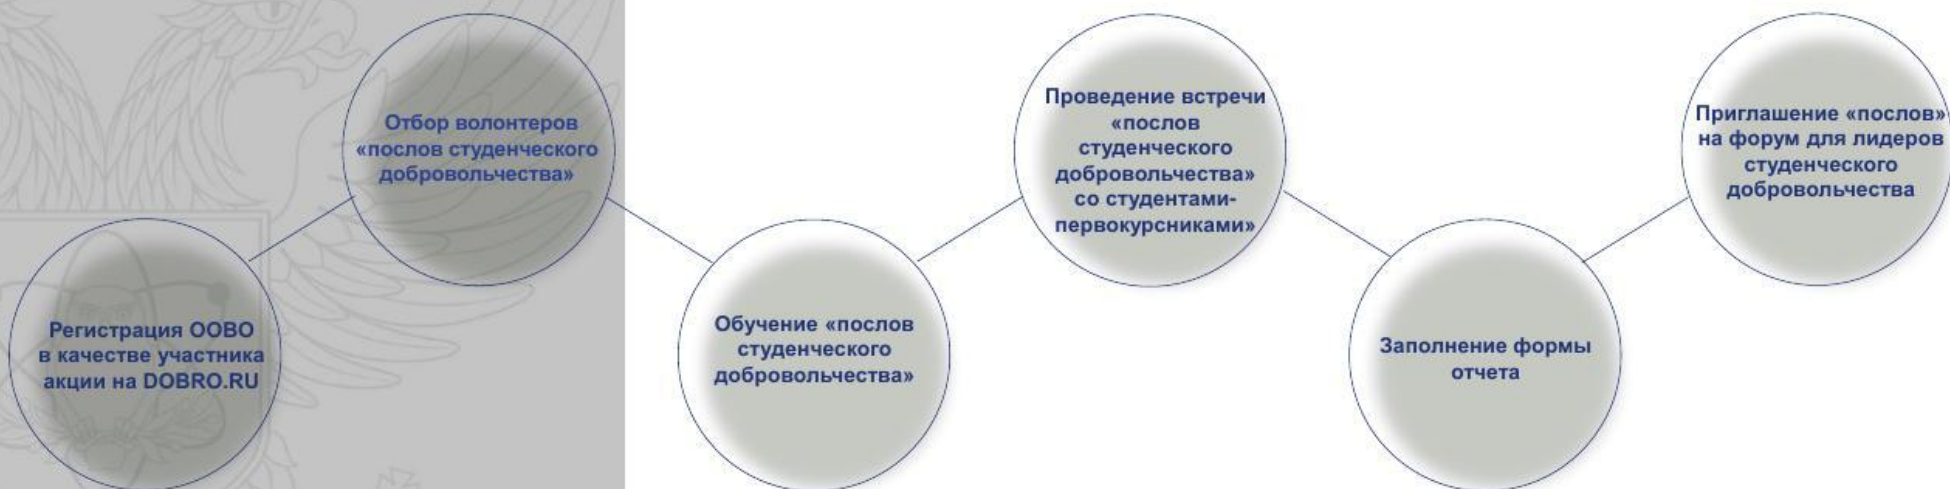 Регистрация ООВО
в качестве участника
акции на DOBRO.RU
Отбор волонтеров
«послов студенческого
добровольчества»
Обучение «послов
студенческого
добровольчества»
Проведение встречи
«послов
студенческого
добровольчества»
со студентами-
первокурсниками»
Заполнение формы
отчета
Приглашение «послов»
на форум для лидеров
студенческого
добровольчества